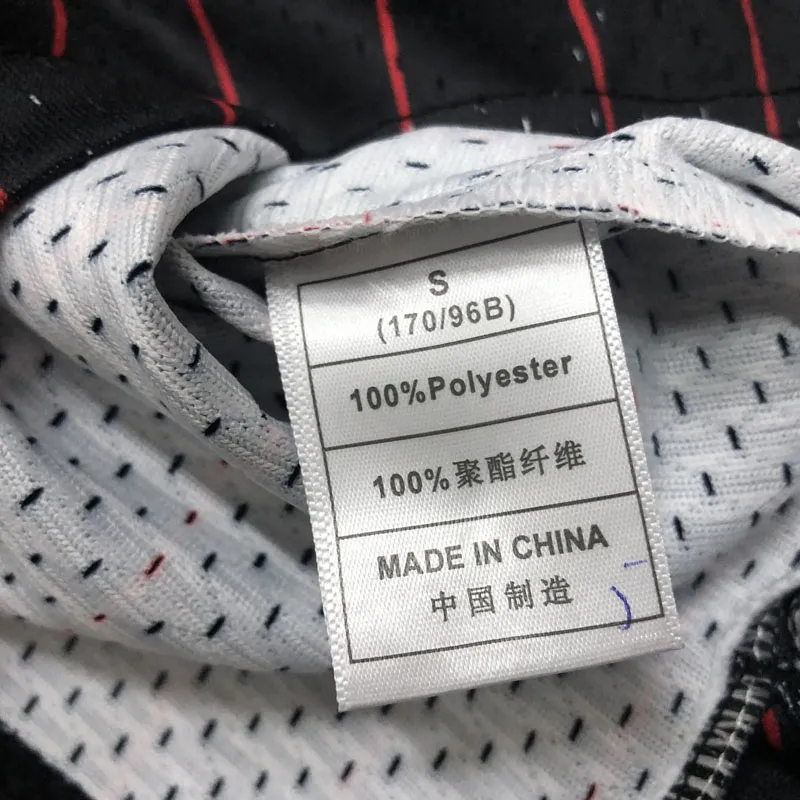 S
(170/96B)
100%Polyester
100%聚酯纤维
MADE IN CHINA
中国制造